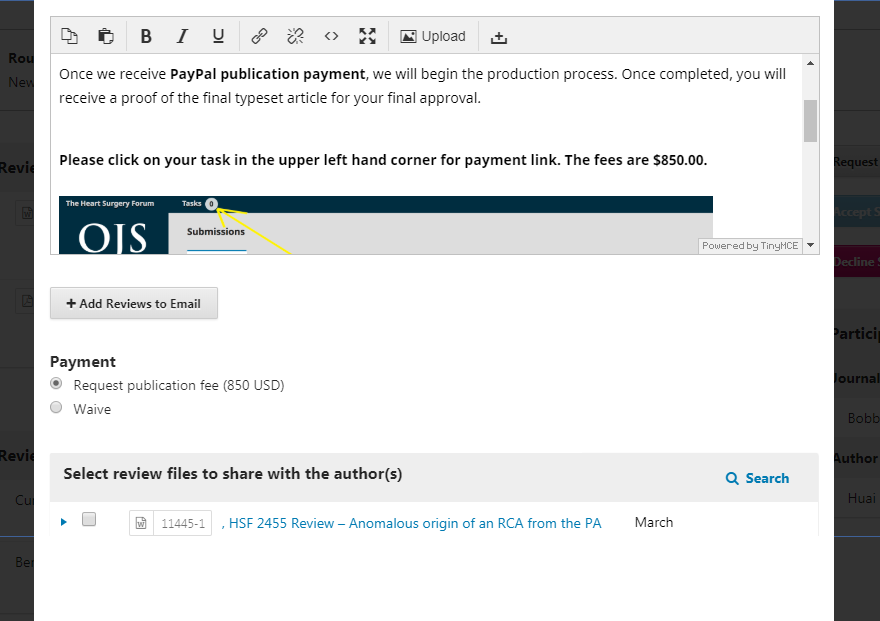 B I U <> Upload
Once we receive PayPal publication payment, we will begin the production process. Once completed, you will
receive a proof of the final typeset article for your final approval.
Please click on your task in the upper left hand corner for payment link. The fees are $850.00.
The Heart Surgery Forum Tasks 0
OJS
Submissions
Powered by TinyMCE
+ Add Reviews to Email
Payment
Request publication fee (850 USD)
Waive
Select review files to share with the author(s)
Search
11445-1 , HSF 2455 Review – Anomalous origin of an RCA from the PA March
Rou
New
Revie
Revie
Cu
Ber
Request
Accept S
Decline S
Partici
Journal
Bobb
Author
Huai